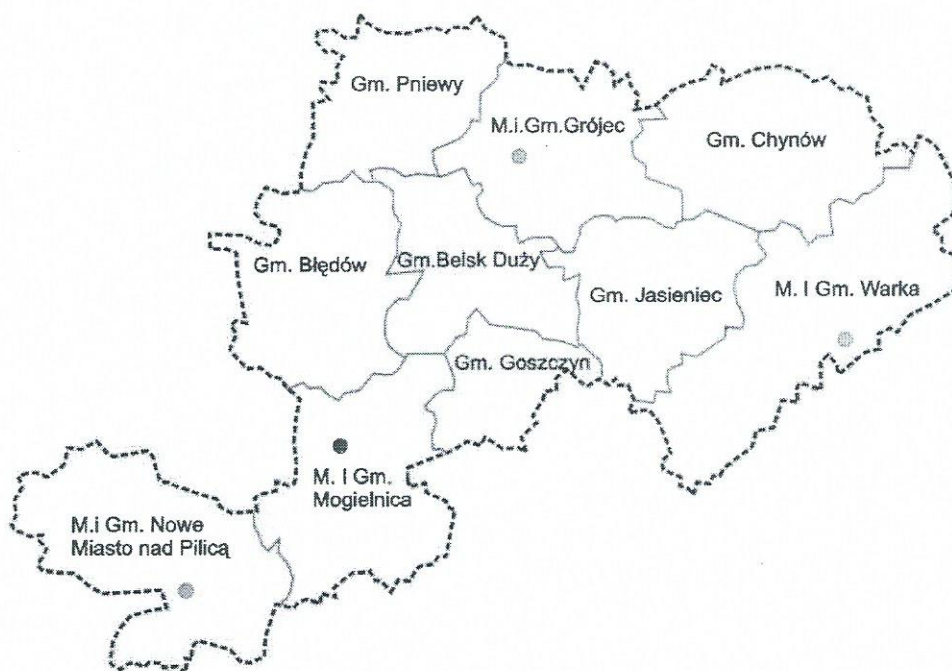 Gm. Pniewy
M.i.Gm.Grójec
Gm. Chynów
Gm. Błędów
Gm.Belsk Duży
Gm. Jasieniec
M. I Gm. Warka
Gm. Goszczyn
M. I Gm.
Mogielnica
M.i Gm. Nowe
Miasto nad Pilicą